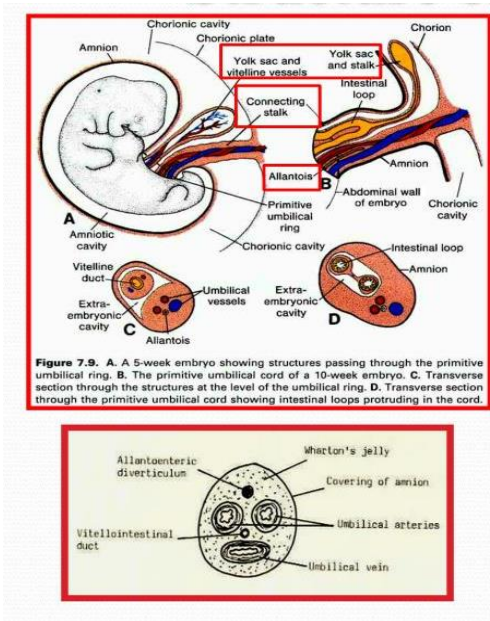 Chorionic cavity
Chorionic plate
Amnion
Yolk sac and
vitelline vessels
Connecting
stalk
Yolk sac
and stalk
Chorion
Intestinal
loop
Allantois
B
Amnion
Abdominal wall
of embryo
Chorionic
cavity
Primitive
umbilical
ring
A
Amniotic
cavity
Chorionic cavity
Vitelline
duct
Extra-
embryonic
cavity
Umbilical
vessels
C
Allantois
Intestinal loop
Amnion
Extra-
embryonic
cavity
D
Figure 7.9. A. A 5-week embryo showing structures passing through the primitive
umbilical ring. B. The primitive umbilical cord of a 10-week embryo. C. Transverse
section through the structures at the level of the umbilical ring. D. Transverse section
through the primitive umbilical cord showing intestinal loops protruding in the cord.
Allantoenteric
diverticulum
Wharton's jelly
Covering of amnion
Umbilical arteries
Vitellointestinal
duct
Umbilical vein